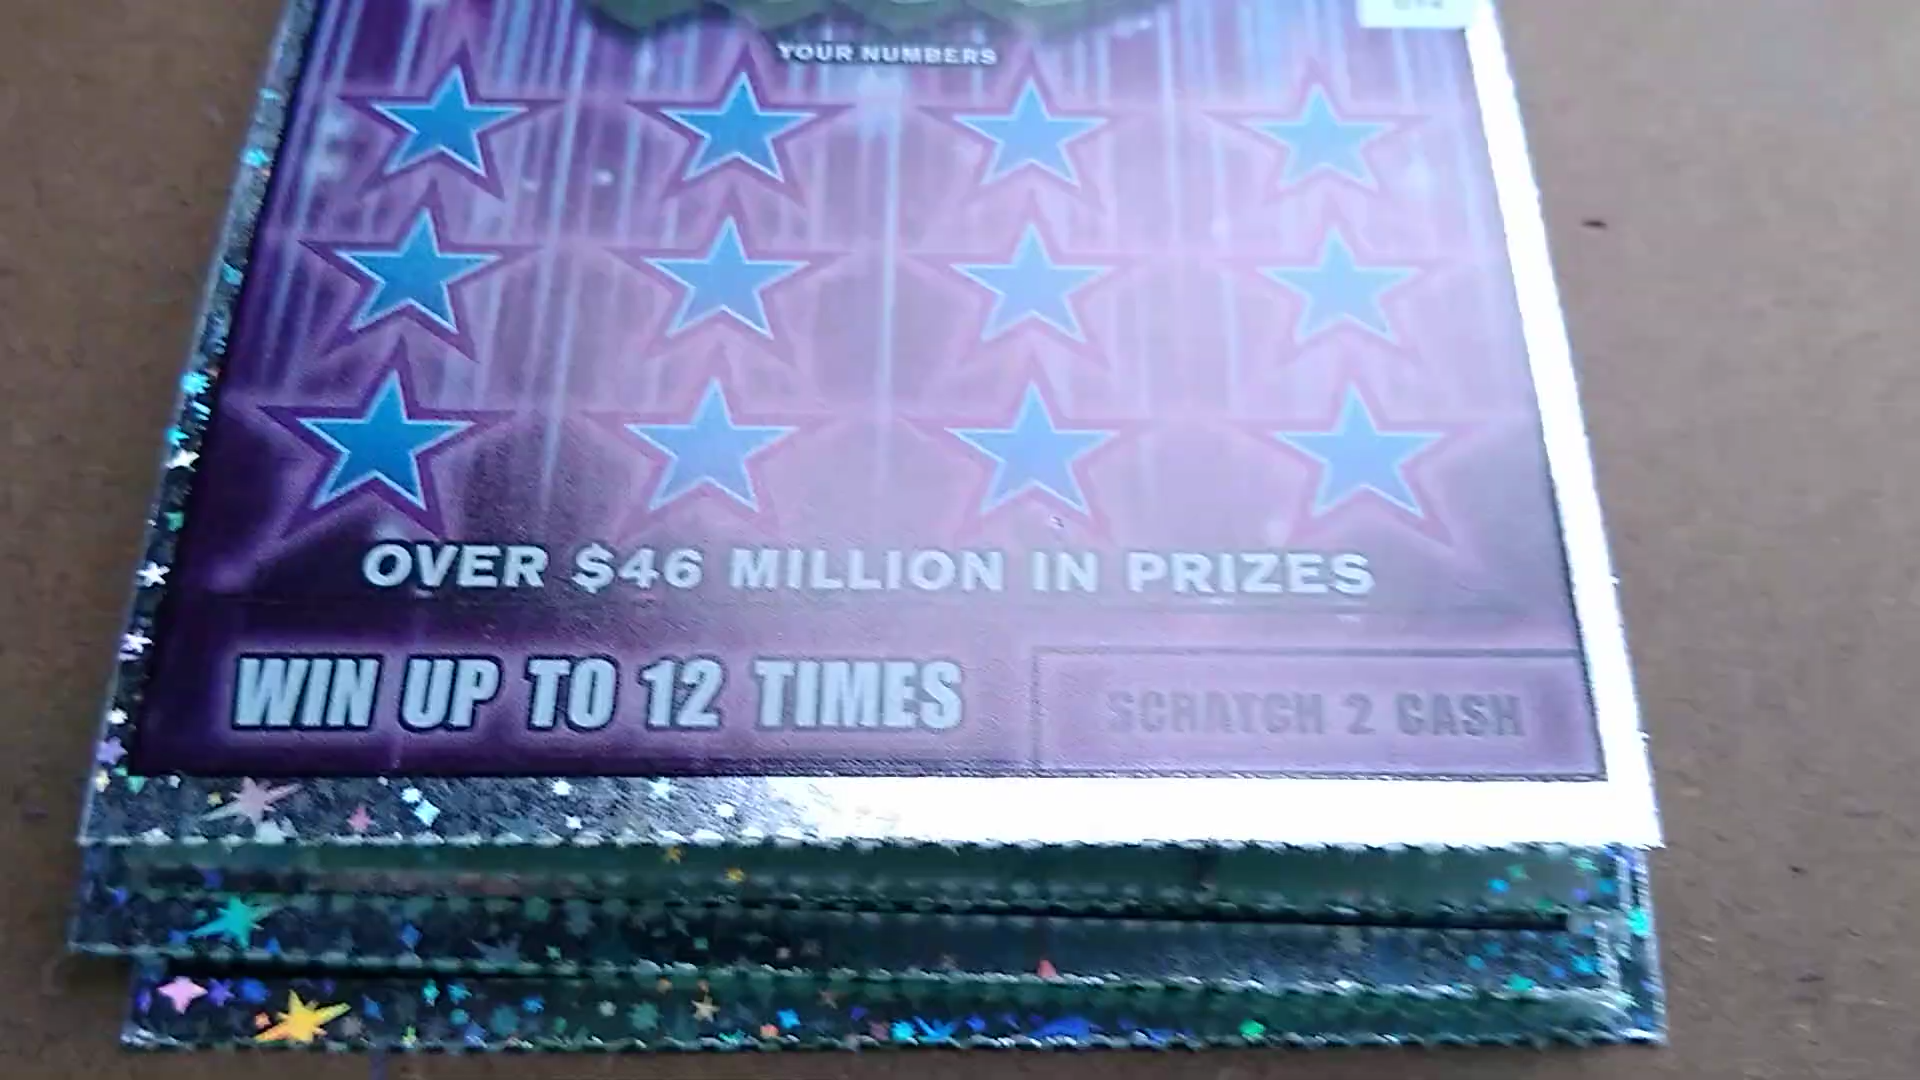 YOUR NUMBERS
OVER $46 MILLION IN PRIZES
WIN UP TO 12 TIMES
SCRATCH 2 CASH